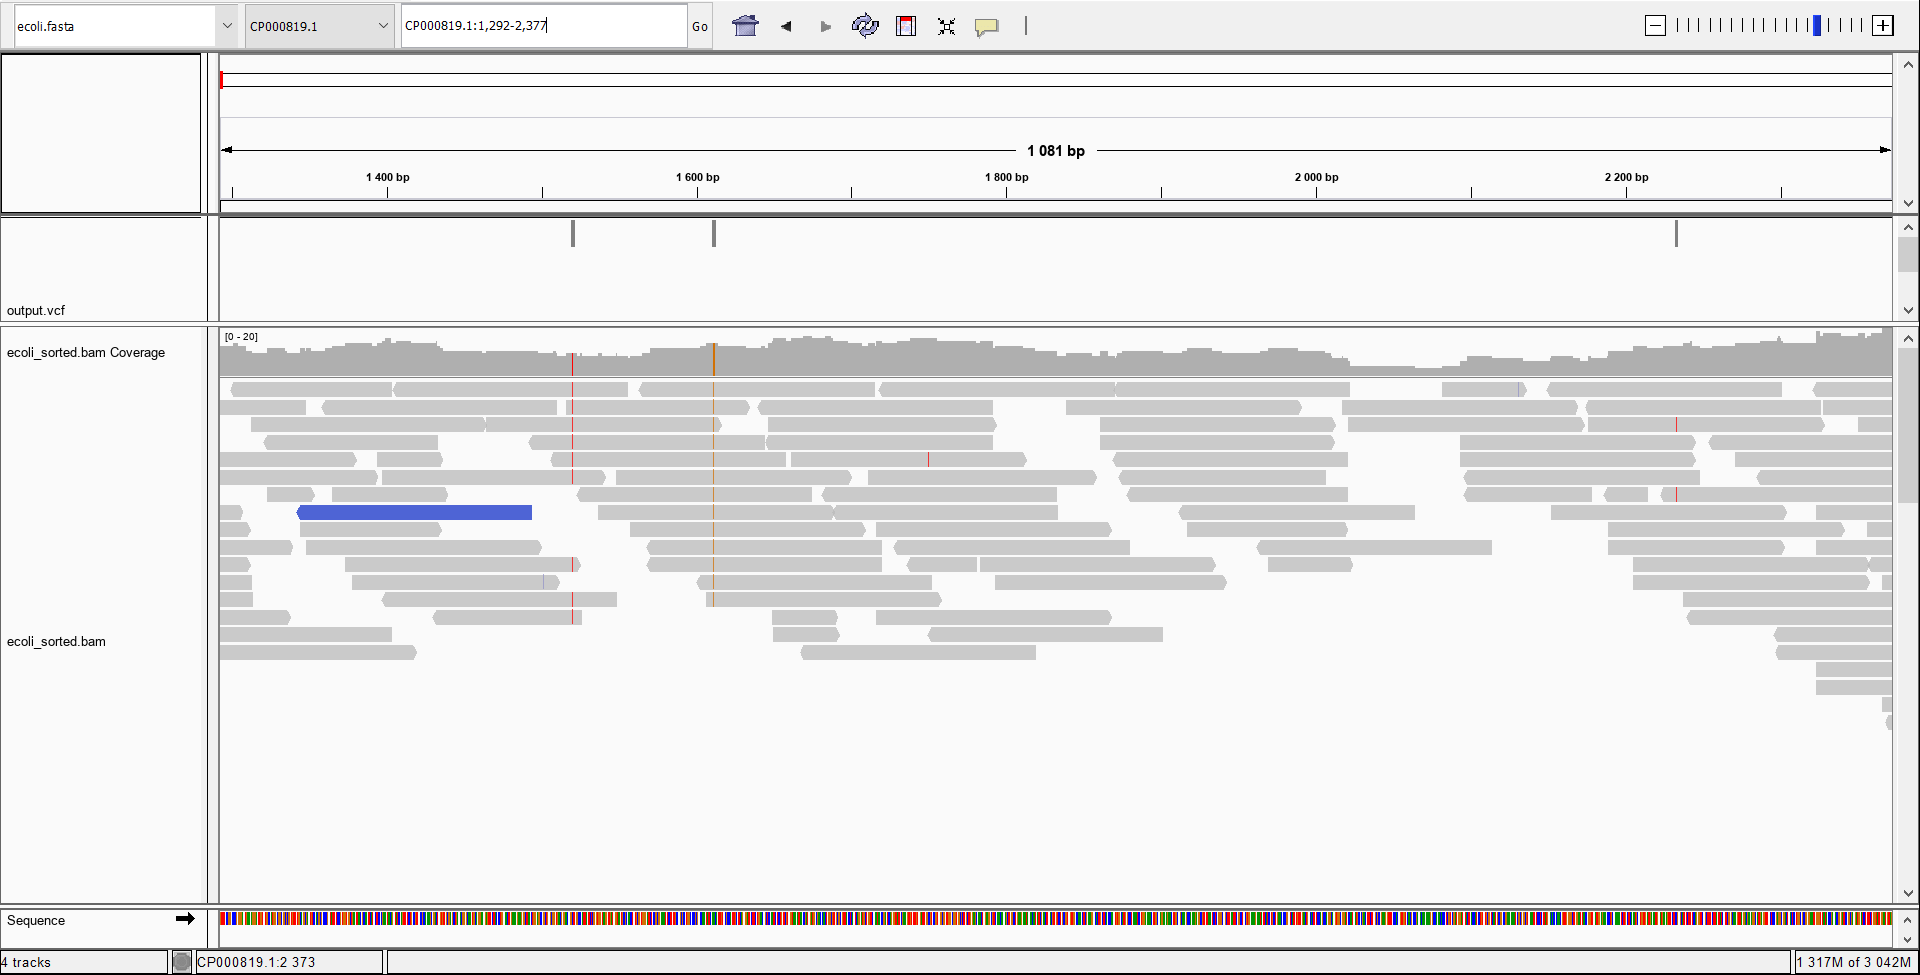 ecoli.fasta CP000819.1 CP000819.1:1,292-2,377 Go
1 081 bp
1 400 bp 1 600 bp 1 800 bp 2 000 bp 2 200 bp
output.vcf
[0 - 20]
ecoli_sorted.bam Coverage
ecoli_sorted.bam
Sequence
4 tracks CP000819.1:2 373 1 317M of 3 042M